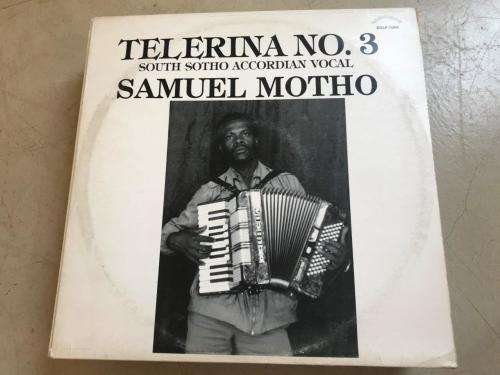 TELERINA NO. 3
SOUTH SOTHO ACCORDIAN VOCAL
SAMUEL MOTHO